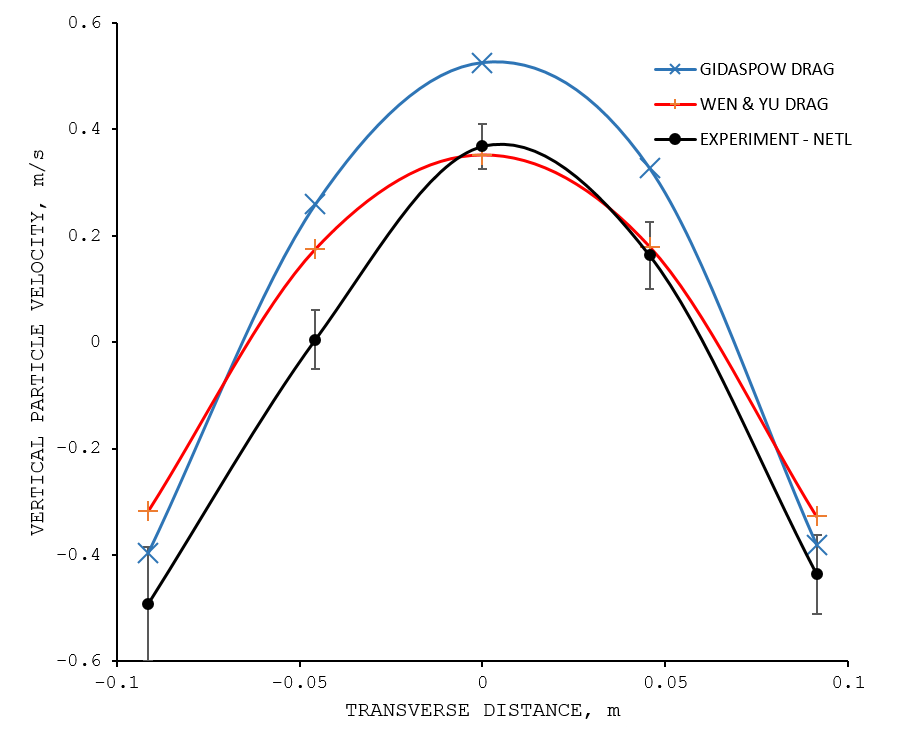 0.6
0.4
0.2
0
-0.2
-0.4
-0.6
-0.1
-0.05
0
0.05
0.1
VERTICAL PARTICLE VELOCITY, m/s
TRANSVERSE DISTANCE, m
GIDASPOW DRAG
WEN & YU DRAG
EXPERIMENT - NETL